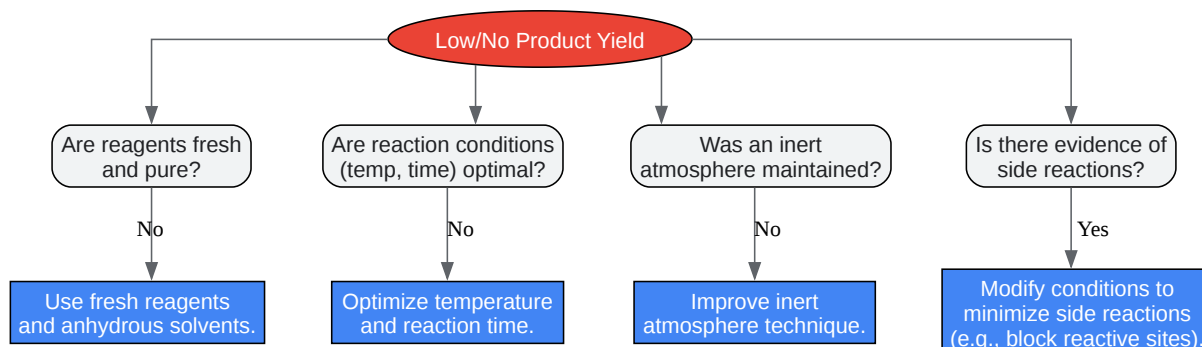 Low/No Product Yield
Are reagents fresh
and pure?
Are reaction conditions
(temp, time) optimal?
Was an inert
atmosphere maintained?
Is there evidence of
side reactions?
No
No
No
Yes
Use fresh reagents
and anhydrous solvents.
Optimize temperature
and reaction time.
Improve inert
atmosphere technique.
Modify conditions to
minimize side reactions
(e.g., block reactive sites)